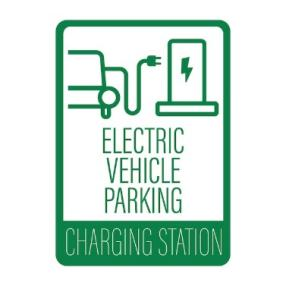 ELECTRIC
VEHICLE
PARKING
CHARGING STATION